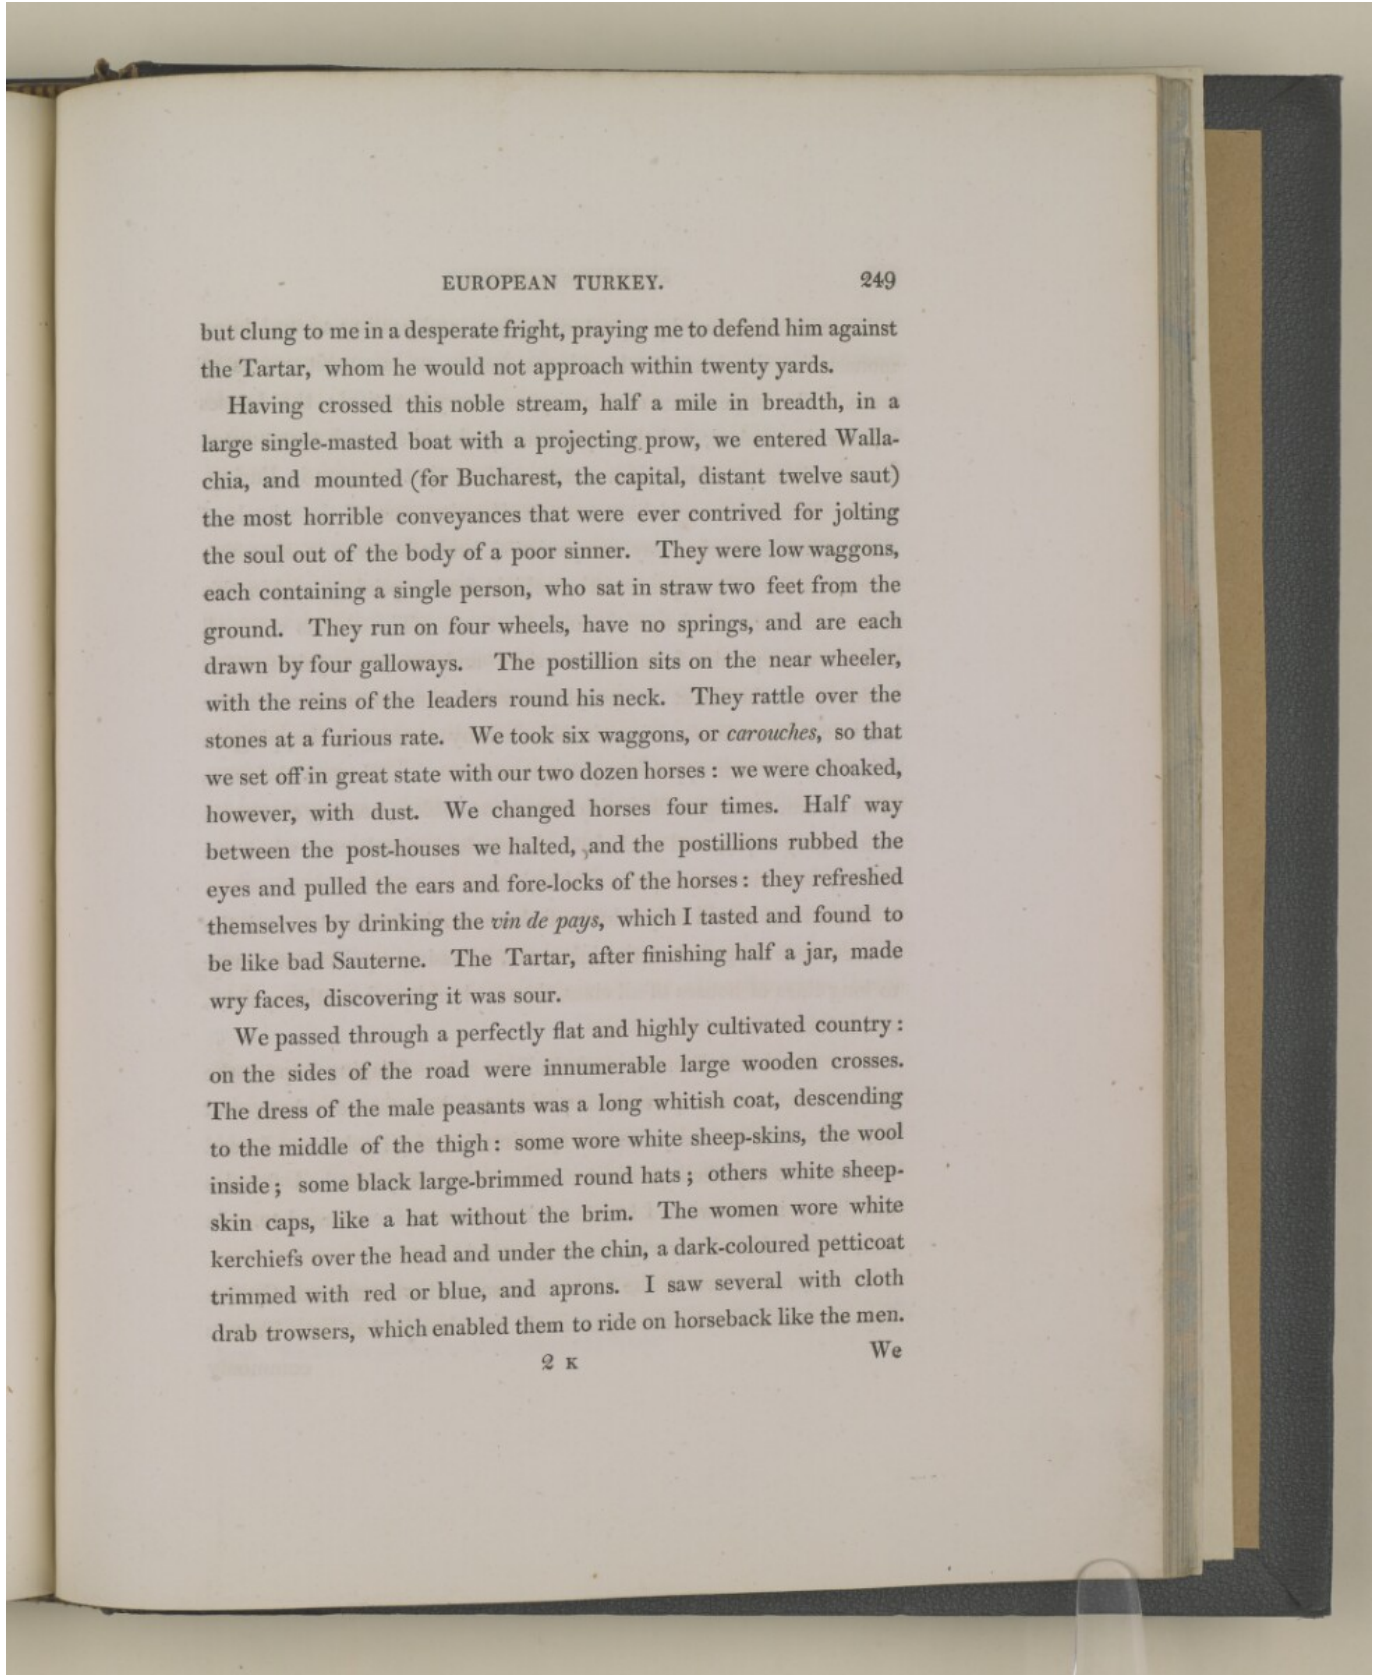 EUROPEAN TURKEY. 249
but clung to me in a desperate fright, praying me to defend him against
the Tartar, whom he would not approach within twenty yards.
Having crossed this noble stream, half a mile in breadth, in a
large single-masted boat with a projecting prow, we entered Walla-
chia, and mounted (for Bucharest, the capital, distant twelve saut)
the most horrible conveyances that were ever contrived for jolting
the soul out of the body of a poor sinner. They were low waggons,
each containing a single person, who sat in straw two feet from the
ground. They run on four wheels, have no springs, and are each
drawn by four galloways. The postillion sits on the near wheeler,
with the reins of the leaders round his neck. They rattle over the
stones at a furious rate. We took six waggons, or carouches, so that
we set off in great state with our two dozen horses : we were choaked,
however, with dust. We changed horses four times. Half way
between the post-houses we halted, and the postillions rubbed the
eyes and pulled the ears and fore-locks of the horses : they refreshed
themselves by drinking the vin de pays, which I tasted and found to
be like bad Sauterne. The Tartar, after finishing half a jar, made
wry faces, discovering it was sour.
We passed through a perfectly flat and highly cultivated country :
on the sides of the road were innumerable large wooden crosses.
The dress of the male peasants was a long whitish coat, descending
to the middle of the thigh : some wore white sheep-skins, the wool
inside ; some black large-brimmed round hats ; others white sheep-
skin caps, like a hat without the brim. The women wore white
kerchiefs over the head and under the chin, a dark-coloured petticoat
trimmed with red or blue, and aprons. I saw several with cloth
drab trowsers, which enabled them to ride on horseback like the men.
2 K We